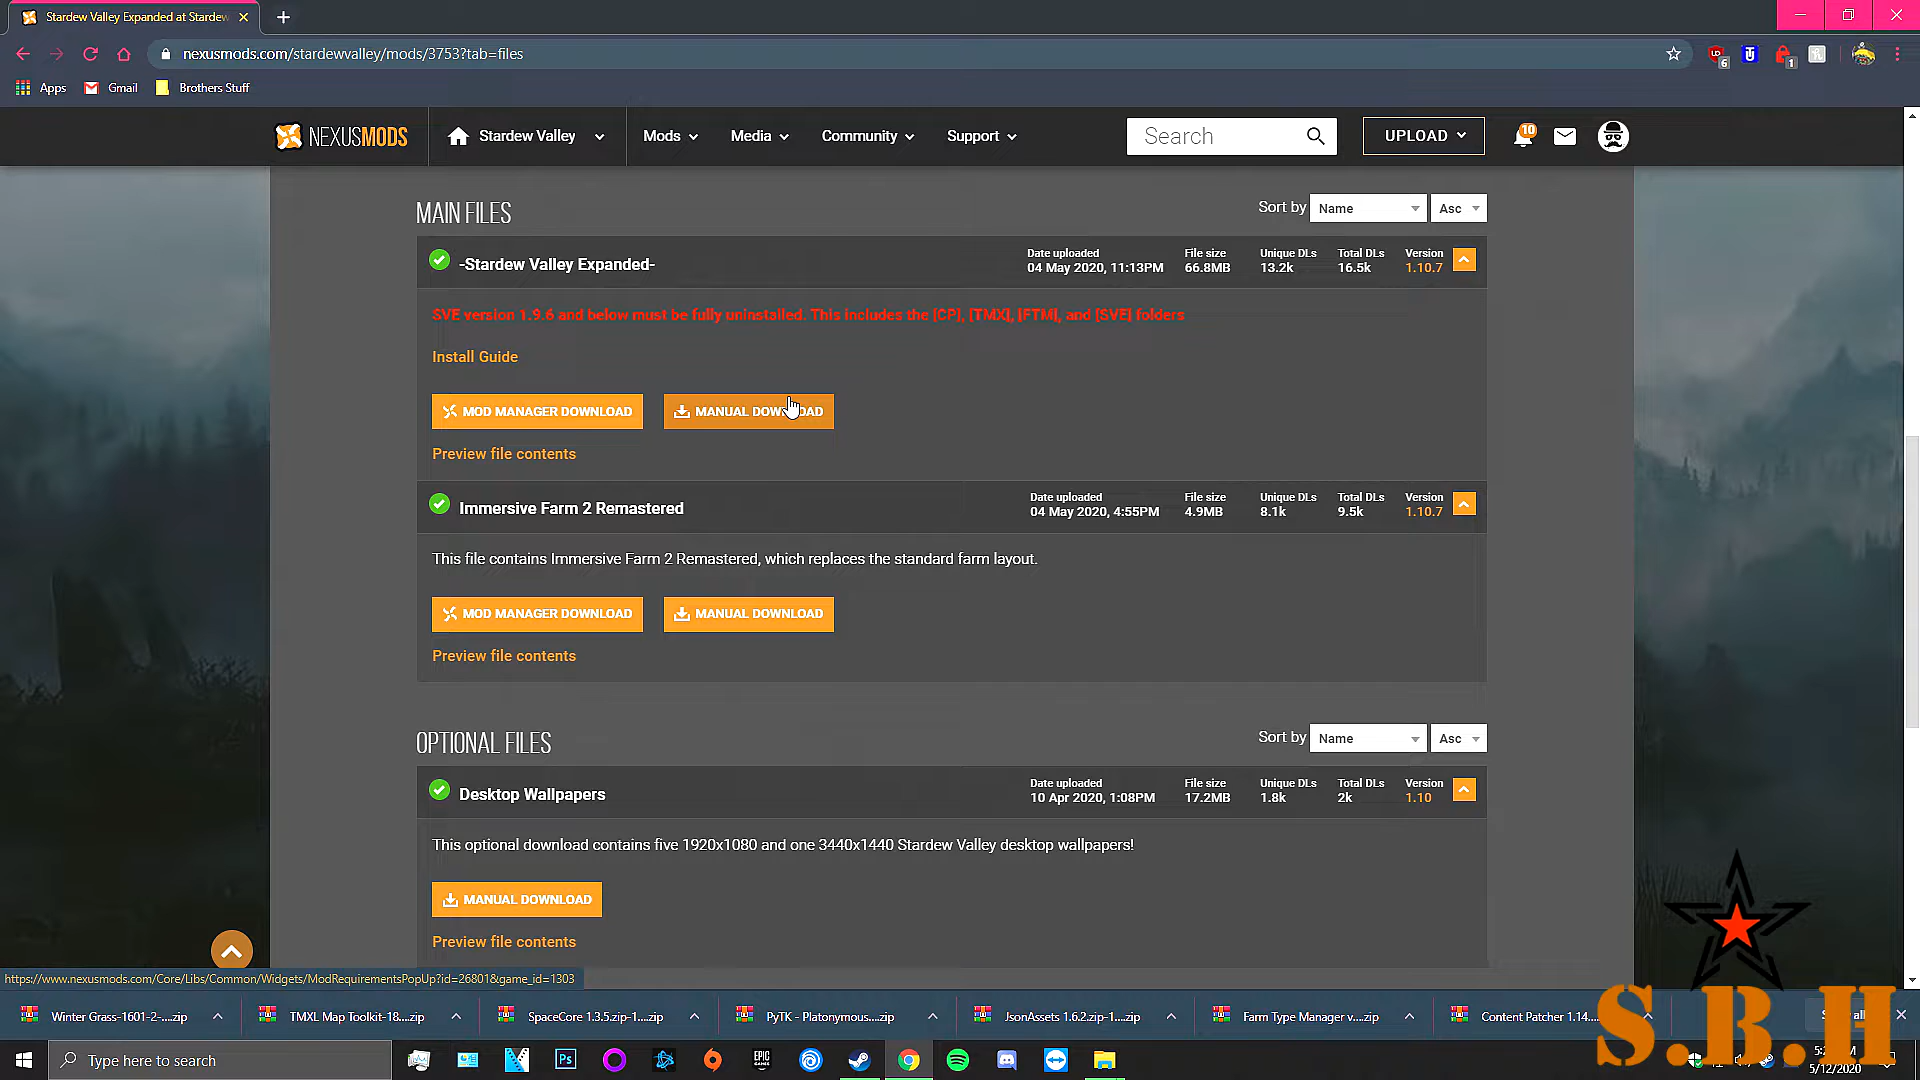 Stardew Valley Expanded at Stardew
nexusmods.com/stardewvalley/mods/3753?tab=files
6
1
Apps
Gmail
Brothers Stuff
NEXUSMODS
Stardew Valley
Mods
Media
Community
Support
Search
UPLOAD
10
MAIN FILES
Sort by Name Asc
-Stardew Valley Expanded-
Date uploaded File size Unique DLs Total DLs Version
04 May 2020, 11:13PM 66.8MB 13.2k 16.5k 1.10.7
SVE version 1.9.6 and below must be fully uninstalled. This includes the [CP], [TMX], [FTM], and [SVE] folders
Install Guide
MOD MANAGER DOWNLOAD MANUAL DOWNLOAD
Preview file contents
Immersive Farm 2 Remastered
Date uploaded File size Unique DLs Total DLs Version
04 May 2020, 4:55PM 4.9MB 8.1k 9.5k 1.10.7
This file contains Immersive Farm 2 Remastered, which replaces the standard farm layout.
MOD MANAGER DOWNLOAD MANUAL DOWNLOAD
Preview file contents
OPTIONAL FILES
Sort by Name Asc
Desktop Wallpapers
Date uploaded File size Unique DLs Total DLs Version
10 Apr 2020, 1:08PM 17.2MB 1.8k 2k 1.10
This optional download contains five 1920x1080 and one 3440x1440 Stardew Valley desktop wallpapers!
MANUAL DOWNLOAD
Preview file contents
https://www.nexusmods.com/Core/Libs/Common/Widgets/ModRequirementsPopUp?id=26801&game_id=1303
Winter Grass-1601-2-....zip
TMXL Map Toolkit-18....zip
SpaceCore 1.3.5.zip-1....zip
PyTK - Platonymous....zip
JsonAssets 1.6.2.zip-1....zip
Farm Type Manager v....zip
Content Patcher 1.14....zip
S.B.H
Type here to search
Ps
EPIC GAMES
5/12/2020